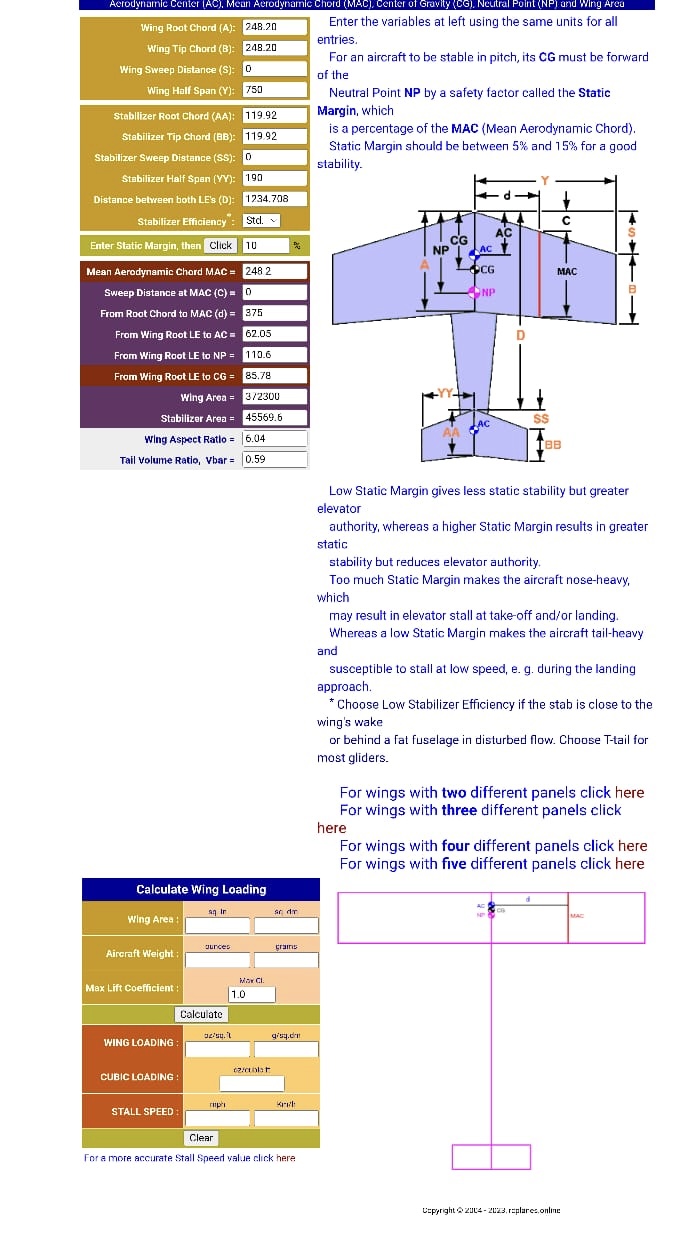 Aerodynamic Center (AC), Mean Aerodynamic Chord (MAC), Center of Gravity (CG), Neutral Point (NP) and Wing Area
Wing Root Chord (A): 248.20
Wing Tip Chord (B): 248.20
Wing Sweep Distance (S): 0
Wing Half Span (Y): 750
Stabilizer Root Chord (AA): 119.92
Stabilizer Tip Chord (BB): 119.92
Stabilizer Sweep Distance (SS): 0
Stabilizer Half Span (YY): 190
Distance between both LE's (D): 1234.708
Stabilizer Efficiency*: Std.
Enter Static Margin, then Click 10 %
Mean Aerodynamic Chord MAC = 248.2
Sweep Distance at MAC (C) = 0
From Root Chord to MAC (d) = 375
From Wing Root LE to AC = 62.05
From Wing Root LE to NP = 110.6
From Wing Root LE to CG = 85.78
Wing Area = 372300
Stabilizer Area = 45569.6
Wing Aspect Ratio = 6.04
Tail Volume Ratio, Vbar = 0.59
Enter the variables at left using the same units for all
entries.
For an aircraft to be stable in pitch, its CG must be forward
of the
Neutral Point NP by a safety factor called the Static
Margin, which
is a percentage of the MAC (Mean Aerodynamic Chord).
Static Margin should be between 5% and 15% for a good
stability.
Y
d
C
S
AC
CG
NP
AC
A
CG
MAC
NP
B
D
YY
SS
AC
AA
BB
Low Static Margin gives less static stability but greater
elevator
authority, whereas a higher Static Margin results in greater
static
stability but reduces elevator authority.
Too much Static Margin makes the aircraft nose-heavy,
which
may result in elevator stall at take-off and/or landing.
Whereas a low Static Margin makes the aircraft tail-heavy
and
susceptible to stall at low speed, e. g. during the landing
approach.
* Choose Low Stabilizer Efficiency if the stab is close to the
wing's wake
or behind a fat fuselage in disturbed flow. Choose T-tail for
most gliders.
For wings with two different panels click here
For wings with three different panels click
here
For wings with four different panels click here
For wings with five different panels click here
Calculate Wing Loading
sq. in sq. dm
Wing Area :
ounces grams
Aircraft Weight :
Max Cl.
Max Lift Coefficient : 1.0
Calculate
oz/sq.ft g/sq.dm
WING LOADING :
oz/cubic ft
CUBIC LOADING :
mph Km/h
STALL SPEED :
Clear
For a more accurate Stall Speed value click here
d
AC
CG
NP
MAC
Copyright © 2004 - 2023, rcplanes.online